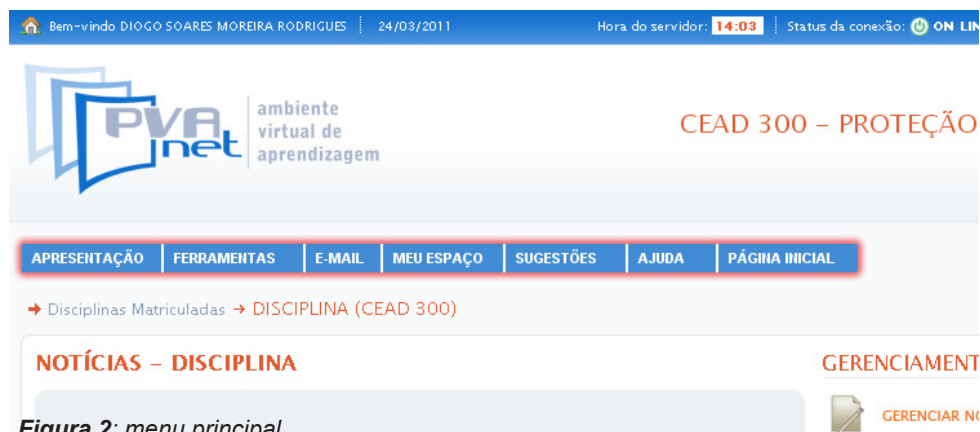 Bem-vindo DIOGO SOARES MOREIRA RODRIGUES 24/03/2011 Hora do servidor: 14:03 Status da conexão: ON LIN
PVA net
ambiente
virtual de
aprendizagem
CEAD 300 – PROTEÇÃO
APRESENTAÇÃO FERRAMENTAS E-MAIL MEU ESPAÇO SUGESTÕES AJUDA PÁGINA INICIAL
Disciplinas Matriculadas DISCIPLINA (CEAD 300)
NOTÍCIAS – DISCIPLINA
GERENCIAMENT
GERENCIAR NO
Figura 2: menu principal